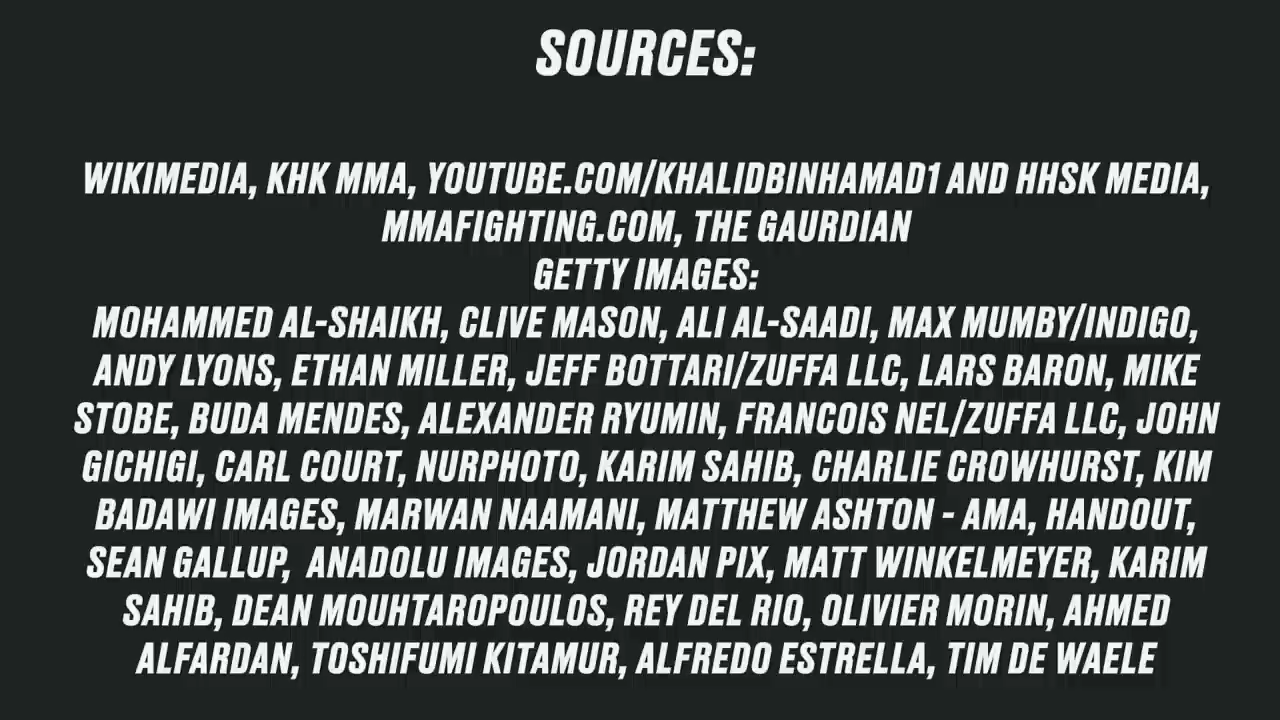 SOURCES:
WIKIMEDIA, KHK MMA, YOUTUBE.COM/KHALIDBINHAMAD1 AND HHSK MEDIA,
MMAFIGHTING.COM, THE GAURDIAN
GETTY IMAGES:
MOHAMMED AL-SHAIKH, CLIVE MASON, ALI AL-SAADI, MAX MUMBY/INDIGO,
ANDY LYONS, ETHAN MILLER, JEFF BOTTARI/ZUFFA LLC, LARS BARON, MIKE
STOBE, BUDA MENDES, ALEXANDER RYUMIN, FRANCOIS NEL/ZUFFA LLC, JOHN
GICHIGI, CARL COURT, NURPHOTO, KARIM SAHIB, CHARLIE CROWHURST, KIM
BADAWI IMAGES, MARWAN NAAMANI, MATTHEW ASHTON - AMA, HANDOUT,
SEAN GALLUP, ANADOLU IMAGES, JORDAN PIX, MATT WINKELMEYER, KARIM
SAHIB, DEAN MOUHTAROPOULOS, REY DEL RIO, OLIVIER MORIN, AHMED
ALFARDAN, TOSHIFUMI KITAMUR, ALFREDO ESTRELLA, TIM DE WAELE